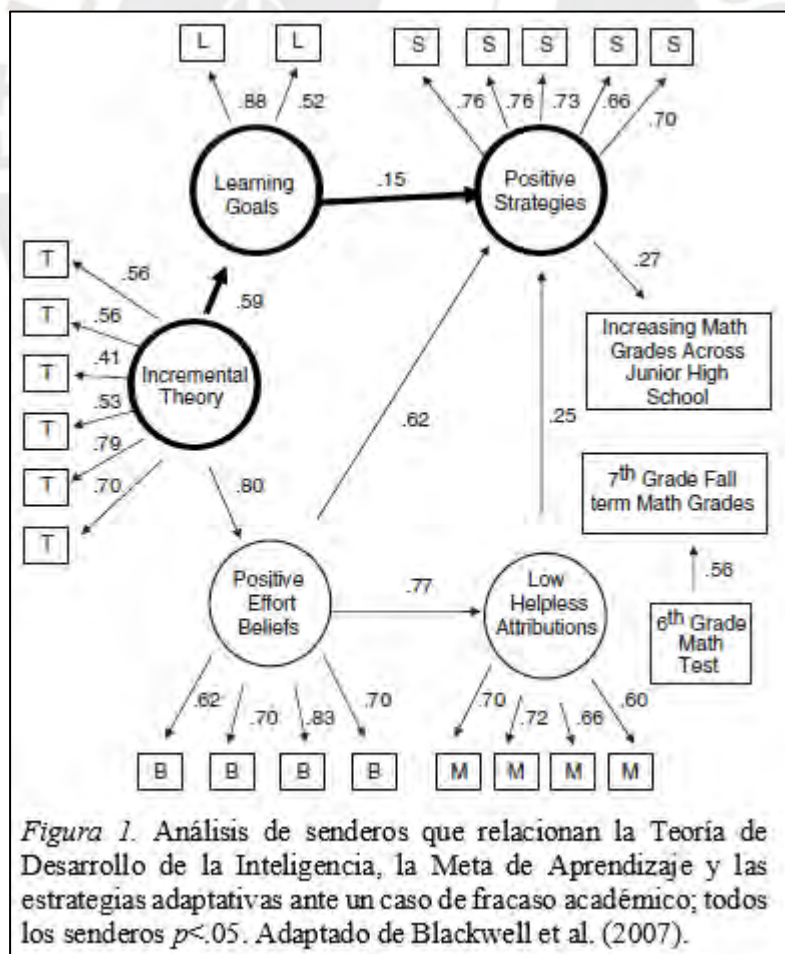 L L
S S S S S
.88 .52
.76 .76 .73 .66 .70
Learning
Goals
.15
Positive
Strategies
T
T
T
T
T
T
.56
.56
.41
.53
.79
.70
.59
Incremental
Theory
.27
Increasing Math
Grades Across
Junior High
School
.62
.25
.80
7th Grade Fall
term Math Grades
.56
6th Grade
Math
Test
Positive
Effort
Beliefs
.77
Low
Helpless
Attributions
.62 .70 .83 .70
.70 .72 .66 .60
B B B B
M M M M
Figura 1. Análisis de senderos que relacionan la Teoría de
Desarrollo de la Inteligencia, la Meta de Aprendizaje y las
estrategias adaptativas ante un caso de fracaso académico; todos
los senderos p<.05. Adaptado de Blackwell et al. (2007).